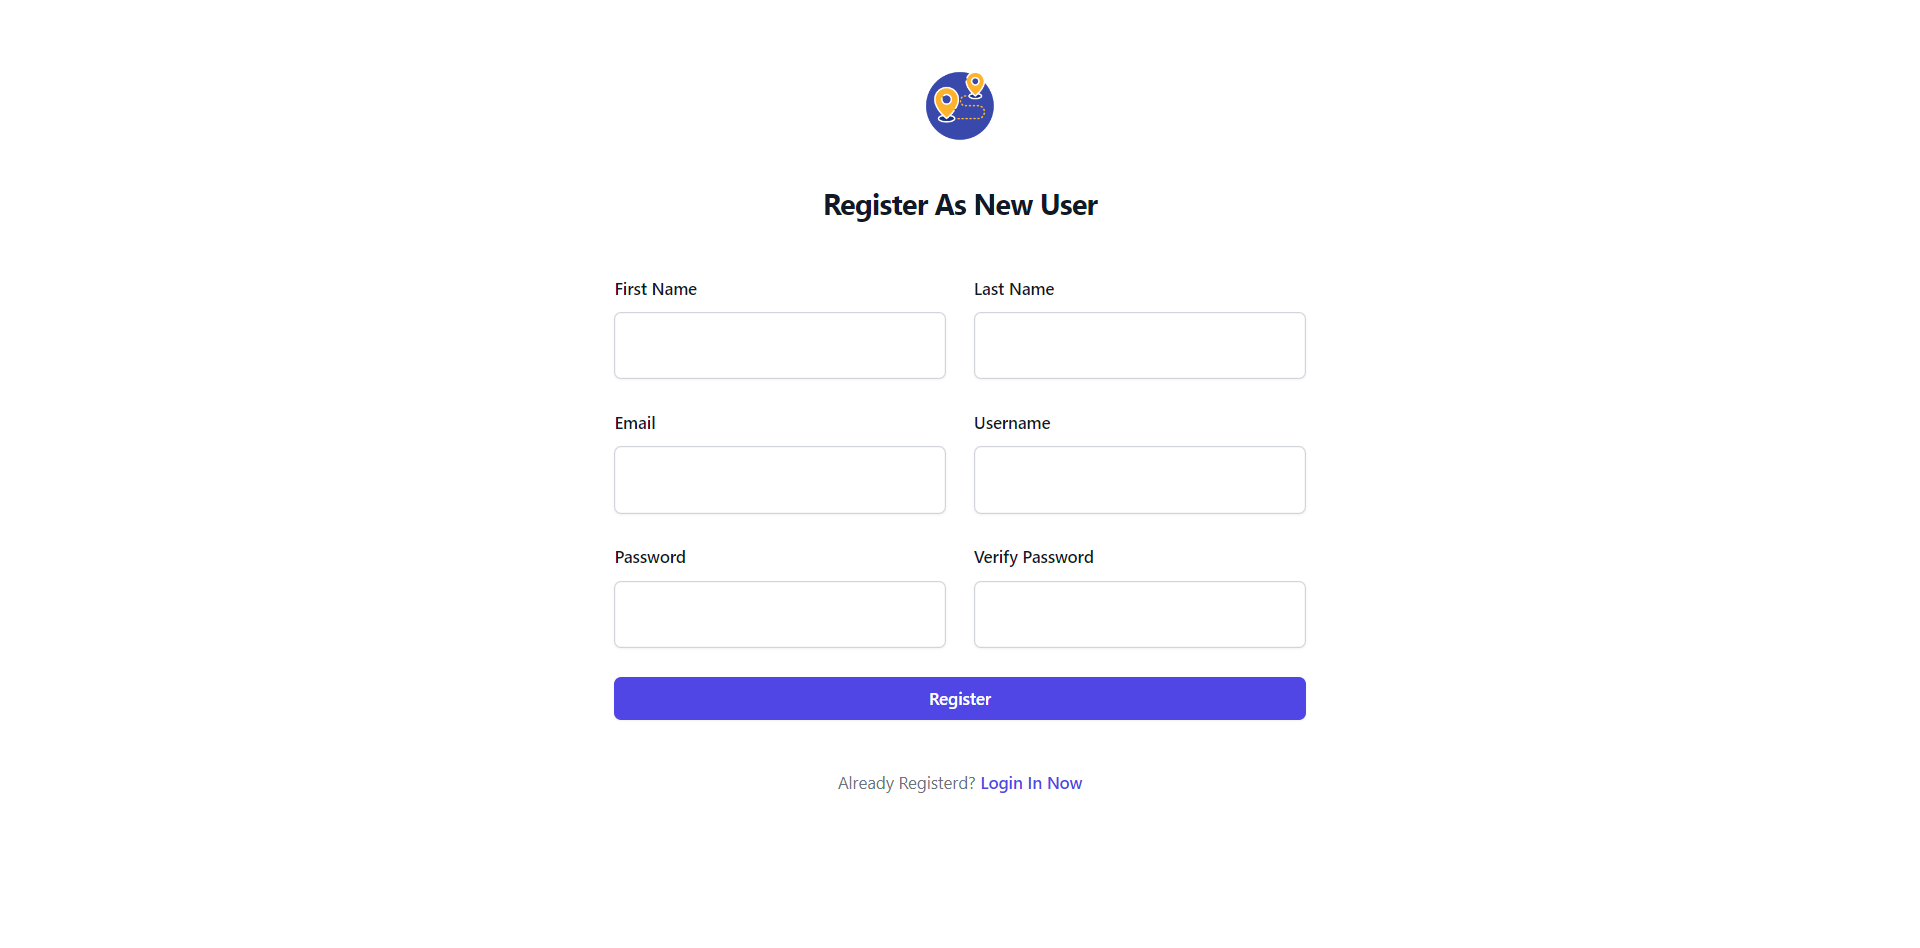 Register As New User
First Name
Last Name
Email
Username
Password
Verify Password
Register
Already Registerd? Login In Now